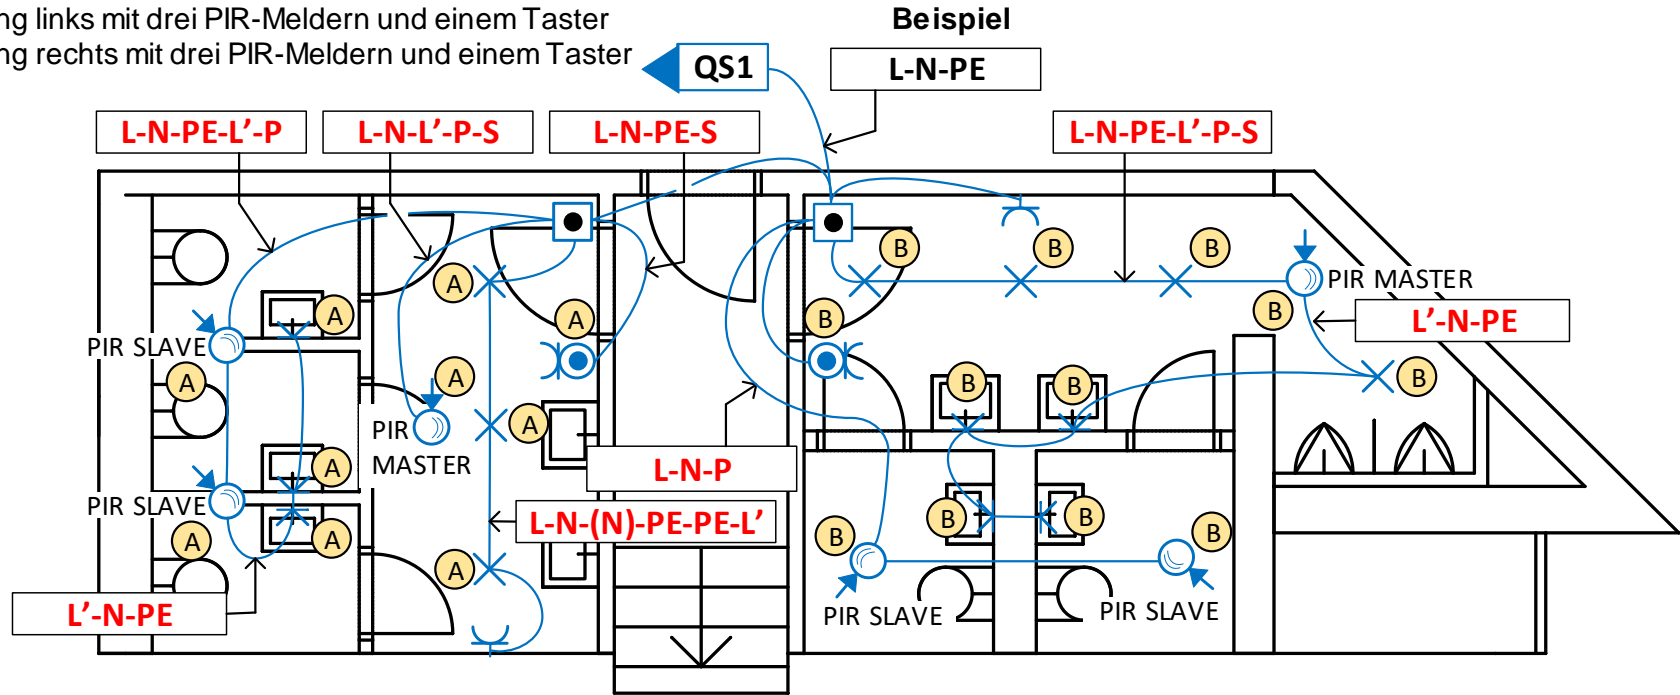 ng links mit drei PIR-Meldern und einem Taster
ng rechts mit drei PIR-Meldern und einem Taster
Beispiel
QS1
L-N-PE
L-N-PE-L’-P
L-N-L’-P-S
L-N-PE-S
L-N-PE-L’-P-S
B
B
B
A
PIR MASTER
A
A
B
B
L’-N-PE
PIR SLAVE
A
A
B
B
B
PIR
MASTER
A
A
L-N-P
PIR SLAVE
L-N-(N)-PE-PE-L’
B
B
A
A
B
B
A
L’-N-PE
PIR SLAVE
PIR SLAVE